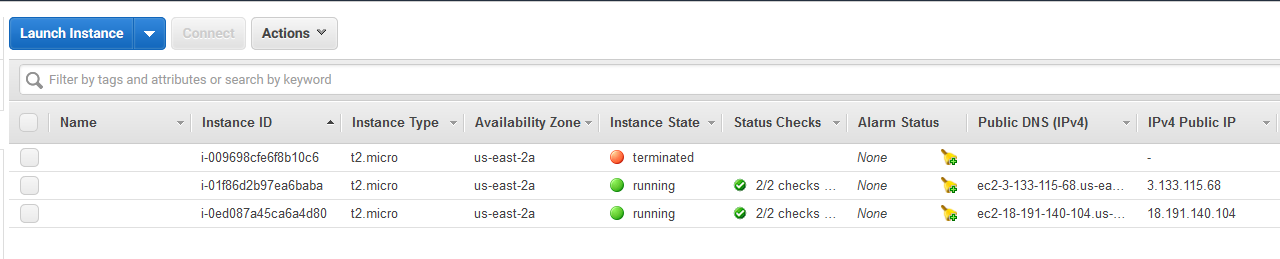 Launch Instance Connect Actions
Filter by tags and attributes or search by keyword
Name Instance ID Instance Type Availability Zone Instance State Status Checks Alarm Status Public DNS (IPv4) IPv4 Public IP
i-009698cfe6f8b10c6 t2.micro us-east-2a terminated None -
i-01f86d2b97ea6baba t2.micro us-east-2a running 2/2 checks ... None ec2-3-133-115-68.us-ea... 3.133.115.68
i-0ed087a45ca6a4d80 t2.micro us-east-2a running 2/2 checks ... None ec2-18-191-140-104.us-... 18.191.140.104